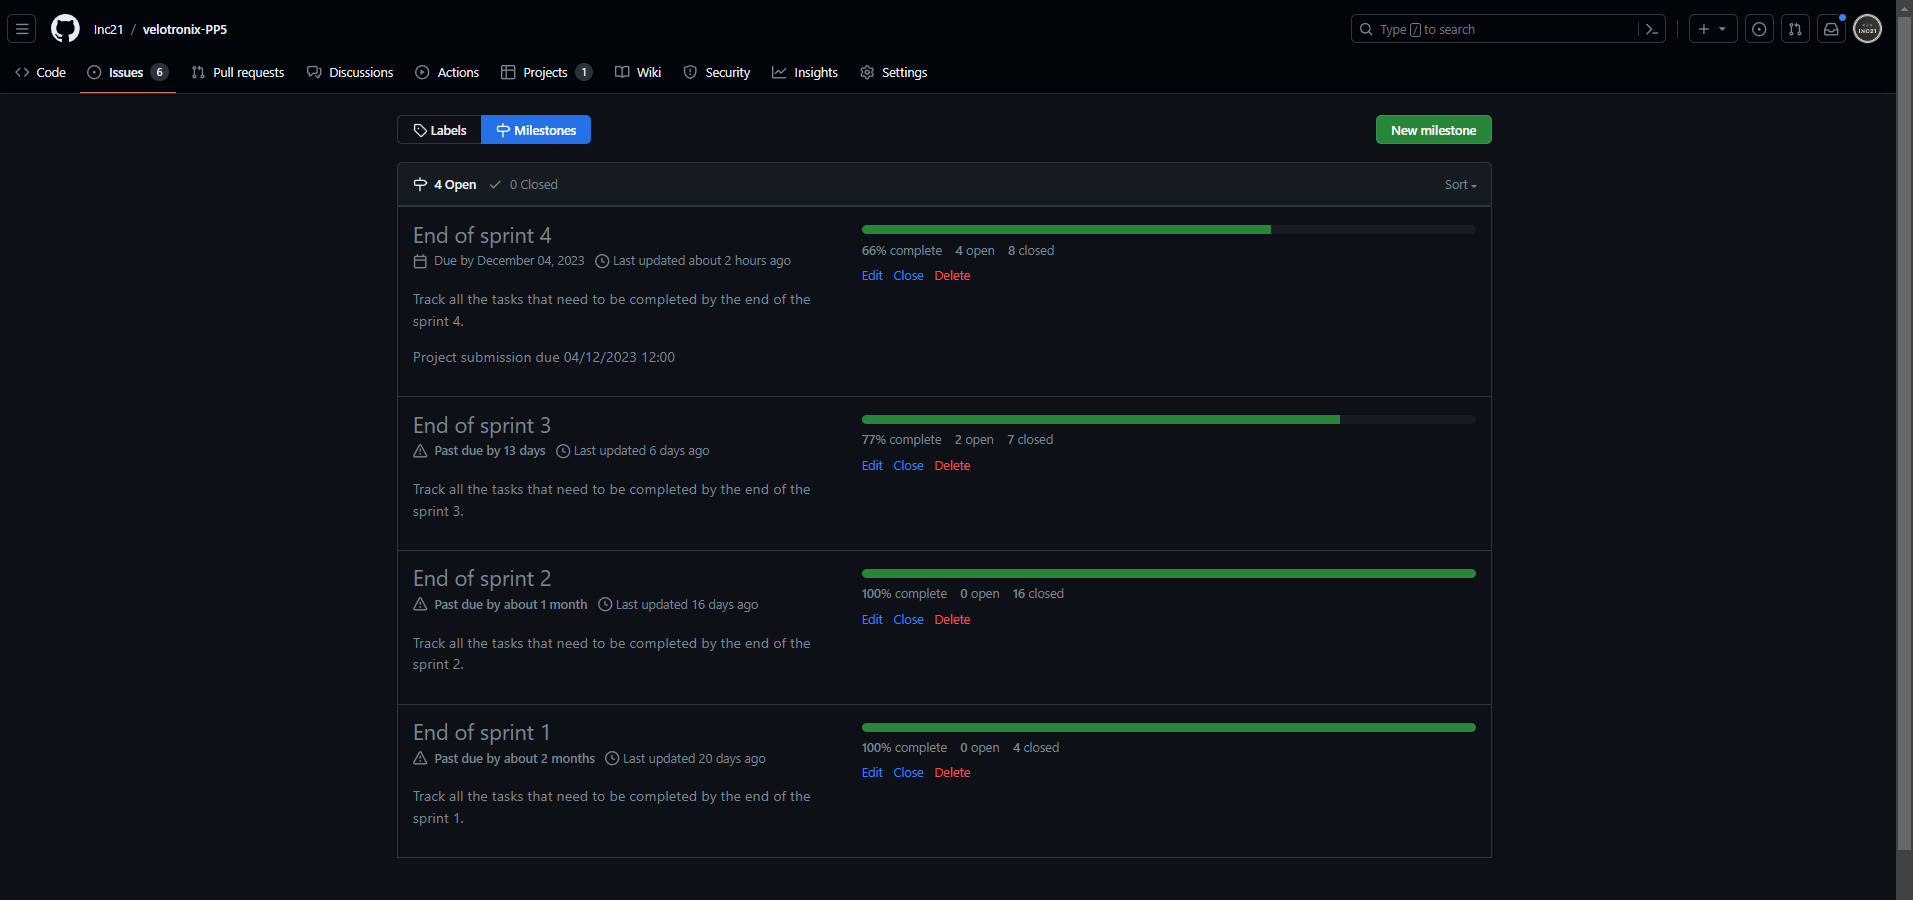 Inc21 / velotronix-PP5
Type / to search
Code Issues 6 Pull requests Discussions Actions Projects 1 Wiki Security Insights Settings
Labels Milestones
New milestone
4 Open 0 Closed
Sort
End of sprint 4
Due by December 04, 2023 Last updated about 2 hours ago
Track all the tasks that need to be completed by the end of the
sprint 4.
Project submission due 04/12/2023 12:00
66% complete 4 open 8 closed
Edit Close Delete
End of sprint 3
Past due by 13 days Last updated 6 days ago
Track all the tasks that need to be completed by the end of the
sprint 3.
77% complete 2 open 7 closed
Edit Close Delete
End of sprint 2
Past due by about 1 month Last updated 16 days ago
Track all the tasks that need to be completed by the end of the
sprint 2.
100% complete 0 open 16 closed
Edit Close Delete
End of sprint 1
Past due by about 2 months Last updated 20 days ago
Track all the tasks that need to be completed by the end of the
sprint 1.
100% complete 0 open 4 closed
Edit Close Delete